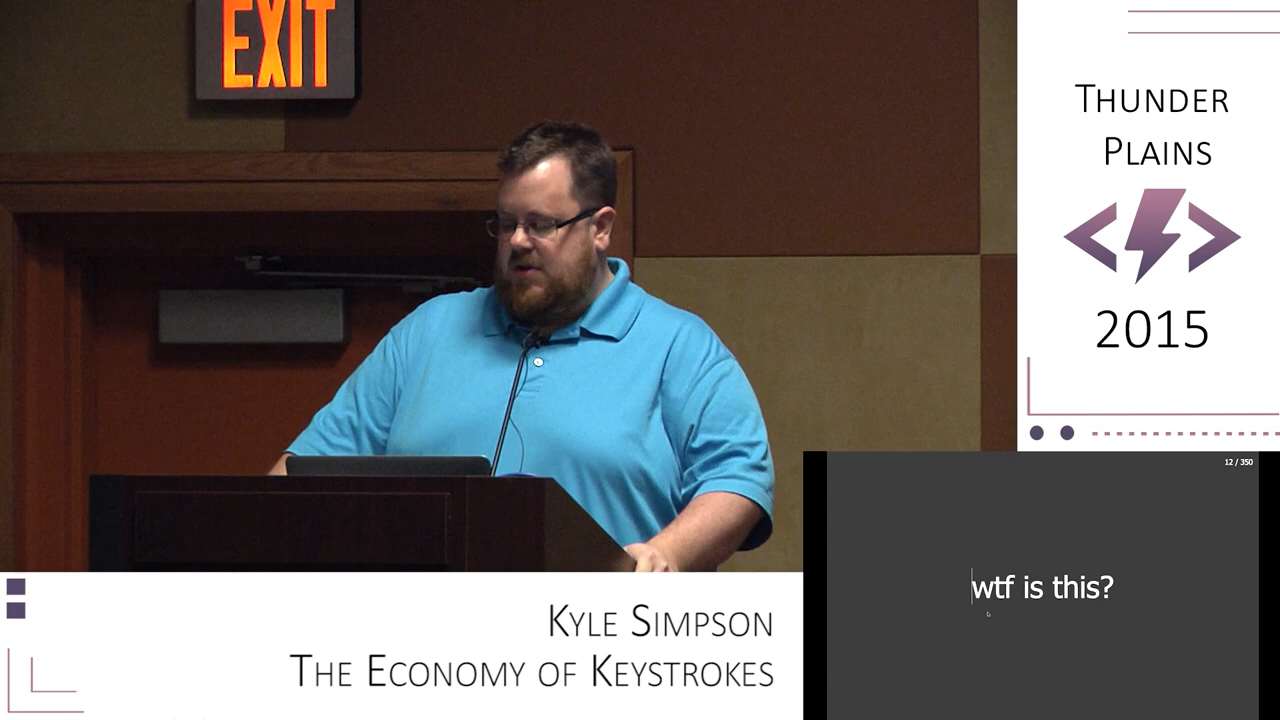 EXIT
THUNDER
PLAINS
2015
12 / 350
wtf is this?
KYLE SIMPSON
THE ECONOMY OF KEYSTROKES